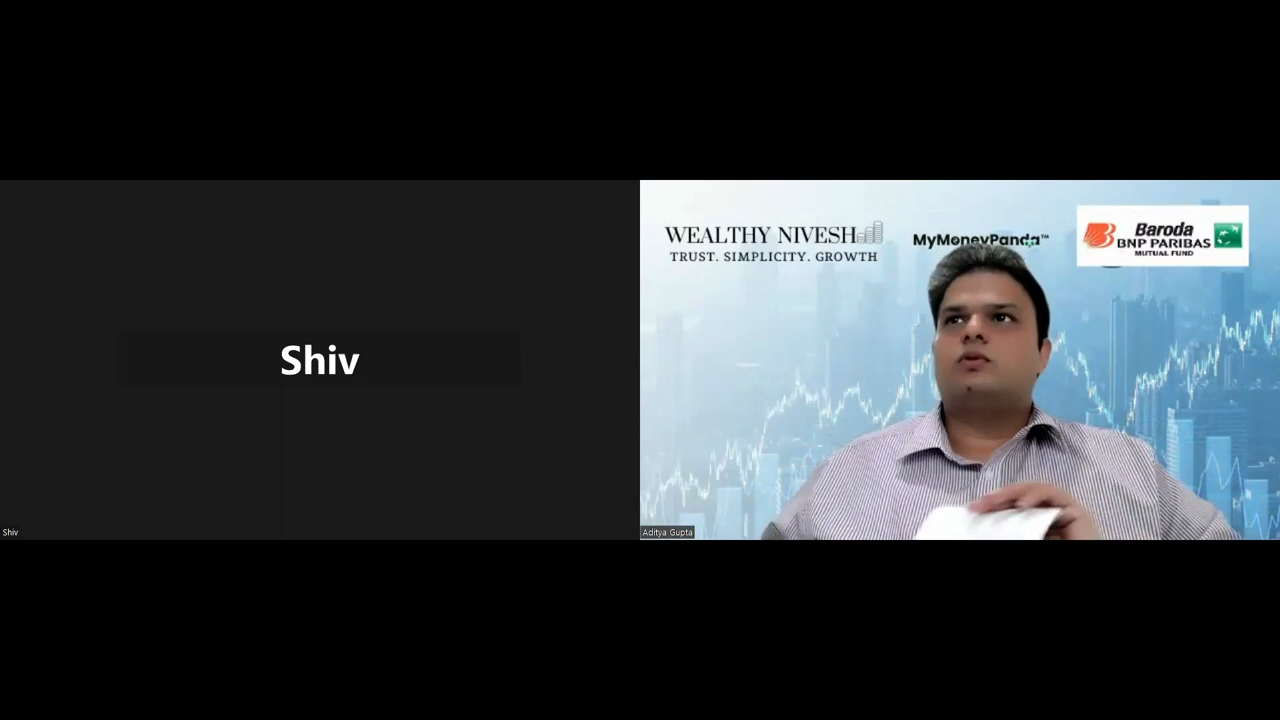 Shiv
Shiv
WEALTHY NIVESH
TRUST. SIMPLICITY. GROWTH
MyMoneyPanda™
Baroda
BNP PARIBAS
MUTUAL FUND
Aditya Gupta